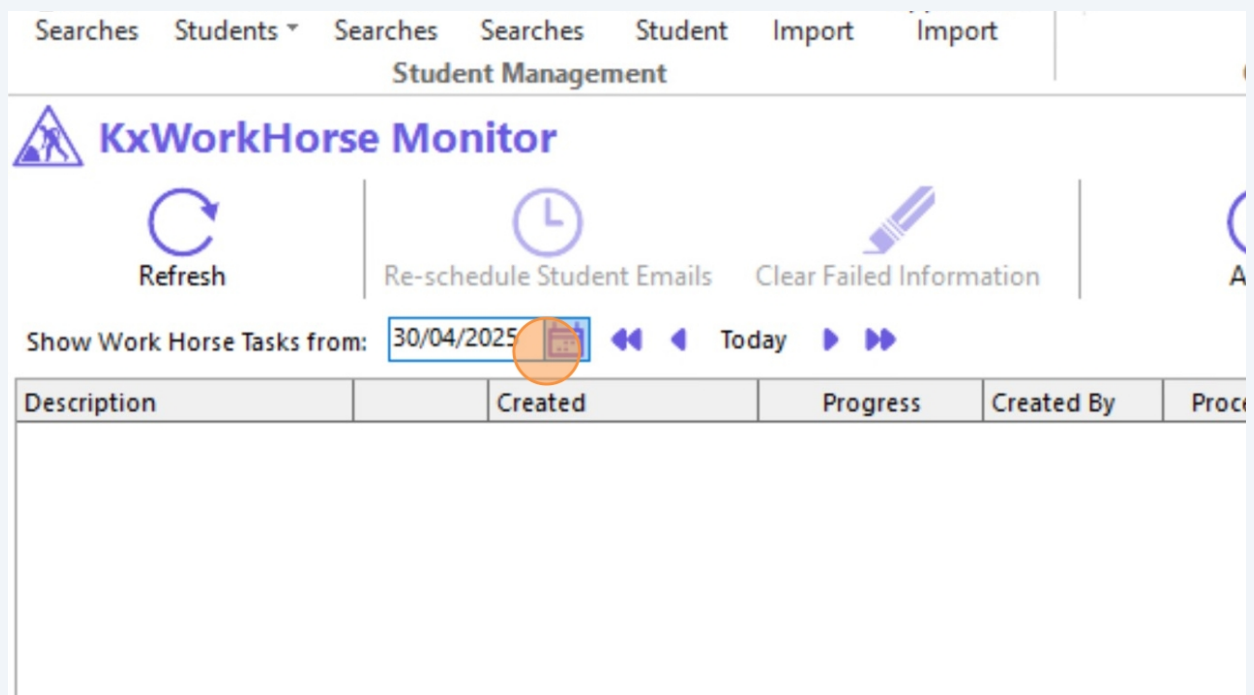 Searches Students Searches Searches Student Import Import
Student Management
KxWorkHorse Monitor
Refresh Re-schedule Student Emails Clear Failed Information A
Show Work Horse Tasks from: 30/04/2025 Today
Description Created Progress Created By Proce